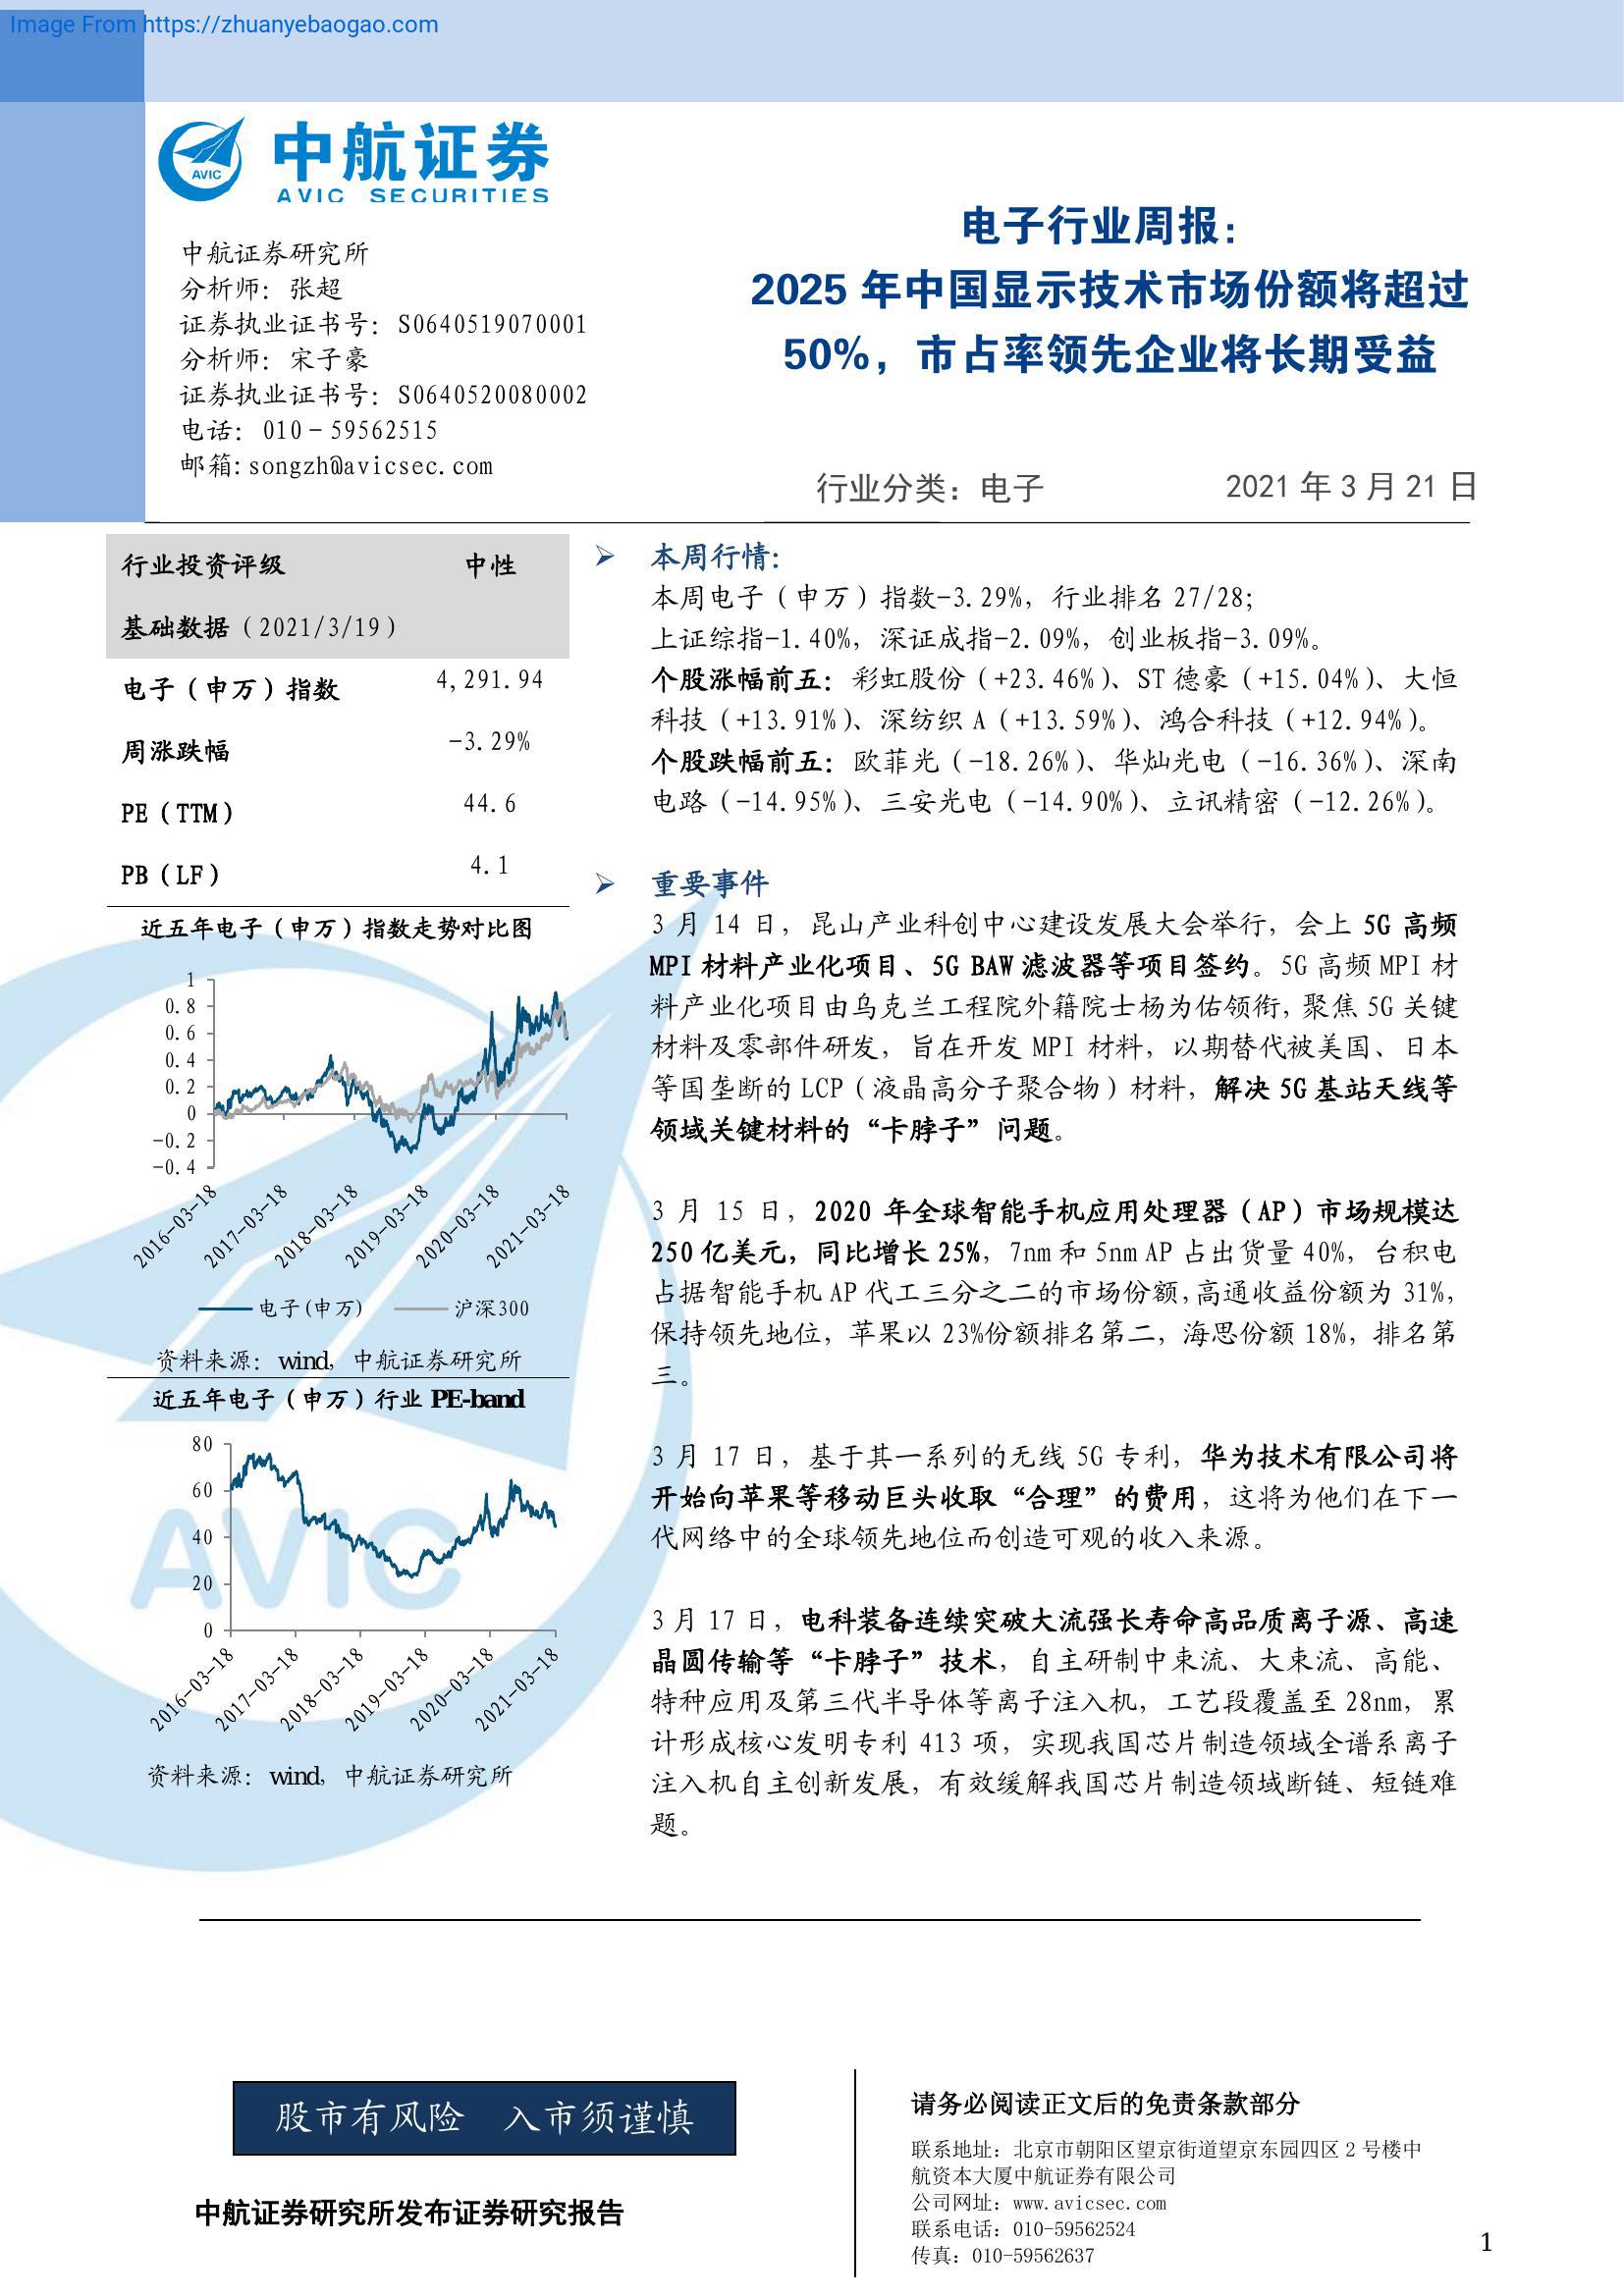 Image From https://zhuanyebaogao.com
中航证券
AVIC SECURITIES
AVIC
中航证券研究所
分析师：张超
证券执业证书号：S0640519070001
分析师：宋子豪
证券执业证书号：S0640520080002
电话：010－59562515
邮箱:songzh@avicsec.com
电子行业周报：
2025 年中国显示技术市场份额将超过
50%，市占率领先企业将长期受益
行业分类：电子
2021 年 3 月 21 日
行业投资评级 中性
基础数据（2021/3/19）
电子（申万）指数 4,291.94
周涨跌幅 -3.29%
PE（TTM） 44.6
PB（LF） 4.1
近五年电子（申万）指数走势对比图
1
0.8
0.6
0.4
0.2
0
-0.2
-0.4
2016-03-18
2017-03-18
2018-03-18
2019-03-18
2020-03-18
2021-03-18
电子(申万) 沪深300
资料来源：wind，中航证券研究所
近五年电子（申万）行业 PE-band
80
60
40
20
0
2016-03-18
2017-03-18
2018-03-18
2019-03-18
2020-03-18
2021-03-18
资料来源：wind，中航证券研究所
AVIC
➢ 本周行情：
本周电子（申万）指数-3.29%，行业排名 27/28；
上证综指-1.40%，深证成指-2.09%，创业板指-3.09%。
个股涨幅前五：彩虹股份（+23.46%）、ST 德豪（+15.04%）、大恒
科技（+13.91%）、深纺织 A（+13.59%）、鸿合科技（+12.94%）。
个股跌幅前五：欧菲光（-18.26%）、华灿光电（-16.36%）、深南
电路（-14.95%）、三安光电（-14.90%）、立讯精密（-12.26%）。
➢ 重要事件
3 月 14 日，昆山产业科创中心建设发展大会举行，会上 5G 高频
MPI 材料产业化项目、5G BAW 滤波器等项目签约。5G 高频 MPI 材
料产业化项目由乌克兰工程院外籍院士杨为佑领衔，聚焦 5G 关键
材料及零部件研发，旨在开发 MPI 材料，以期替代被美国、日本
等国垄断的 LCP（液晶高分子聚合物）材料，解决 5G 基站天线等
领域关键材料的“卡脖子”问题。
3 月 15 日，2020 年全球智能手机应用处理器（AP）市场规模达
250 亿美元，同比增长 25%，7nm 和 5nm AP 占出货量 40%，台积电
占据智能手机 AP 代工三分之二的市场份额，高通收益份额为 31%，
保持领先地位，苹果以 23%份额排名第二，海思份额 18%，排名第
三。
3 月 17 日，基于其一系列的无线 5G 专利，华为技术有限公司将
开始向苹果等移动巨头收取“合理”的费用，这将为他们在下一
代网络中的全球领先地位而创造可观的收入来源。
3 月 17 日，电科装备连续突破大流强长寿命高品质离子源、高速
晶圆传输等“卡脖子”技术，自主研制中束流、大束流、高能、
特种应用及第三代半导体等离子注入机，工艺段覆盖至 28nm，累
计形成核心发明专利 413 项，实现我国芯片制造领域全谱系离子
注入机自主创新发展，有效缓解我国芯片制造领域断链、短链难
题。
股市有风险 入市须谨慎
中航证券研究所发布证券研究报告
请务必阅读正文后的免责条款部分
联系地址：北京市朝阳区望京街道望京东园四区 2 号楼中
航资本大厦中航证券有限公司
公司网址：www.avicsec.com
联系电话：010-59562524
传真：010-59562637
1